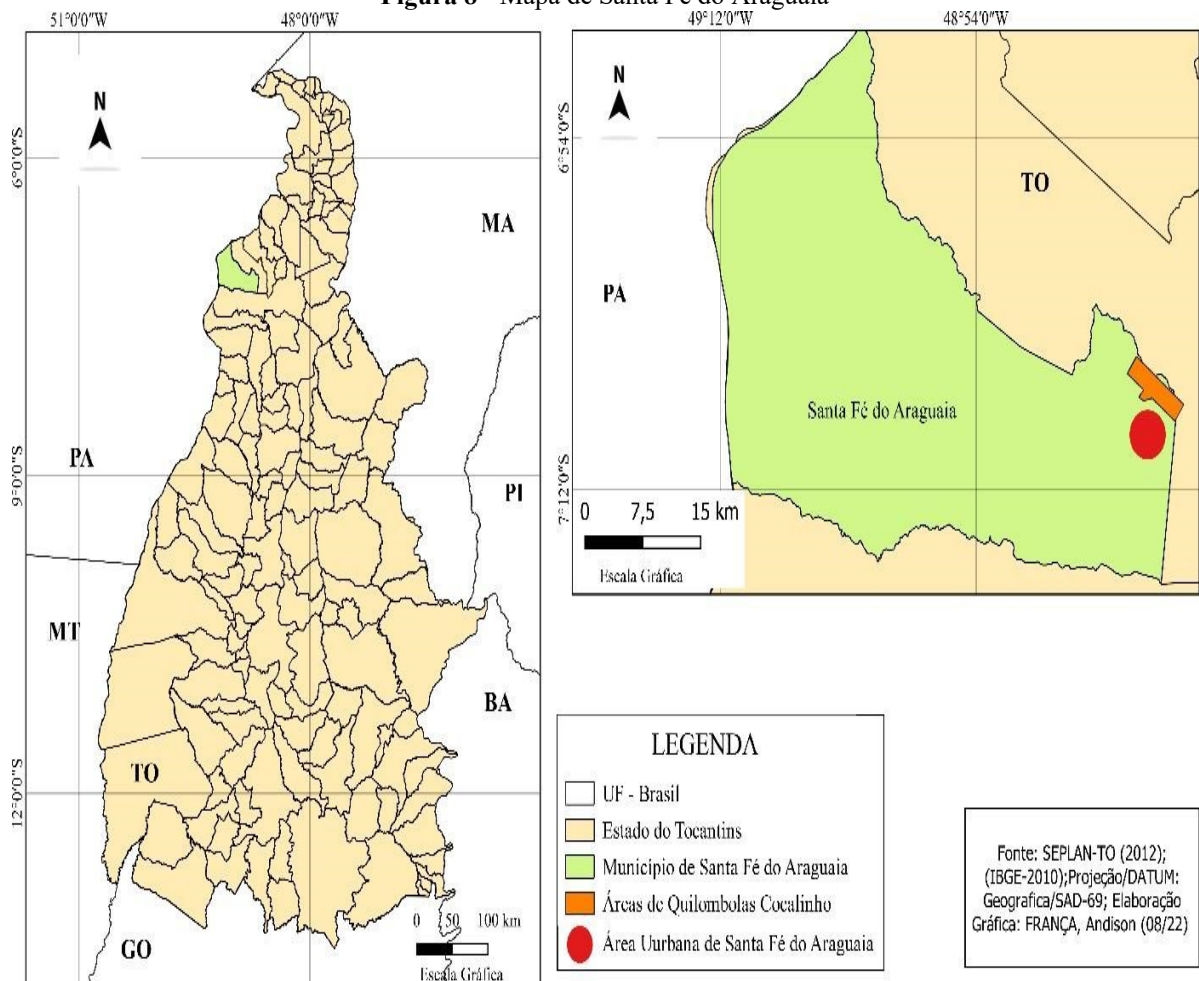 Figura 8 - Mapa de Santa Fé do Araguaia
51°0'0"W 48°0'0"W
N
6°0'0"S
9°0'0"S
12°0'0"S
MA
PA
PI
MT
BA
TO
GO
0 50 100 km
Escala Gráfica
49°12'0"W 48°54'0"W
N
6°54'0"S
7°12'0"S
TO
PA
Santa Fé do Araguaia
0 7,5 15 km
Escala Gráfica
LEGENDA
UF - Brasil
Estado do Tocantins
Município de Santa Fé do Araguaia
Áreas de Quilombolas Cocalinho
Área Uurbana de Santa Fé do Araguaia
Fonte: SEPLAN-TO (2012);
(IBGE-2010);Projeção/DATUM:
Geografica/SAD-69; Elaboração
Gráfica: FRANÇA, Andison (08/22)